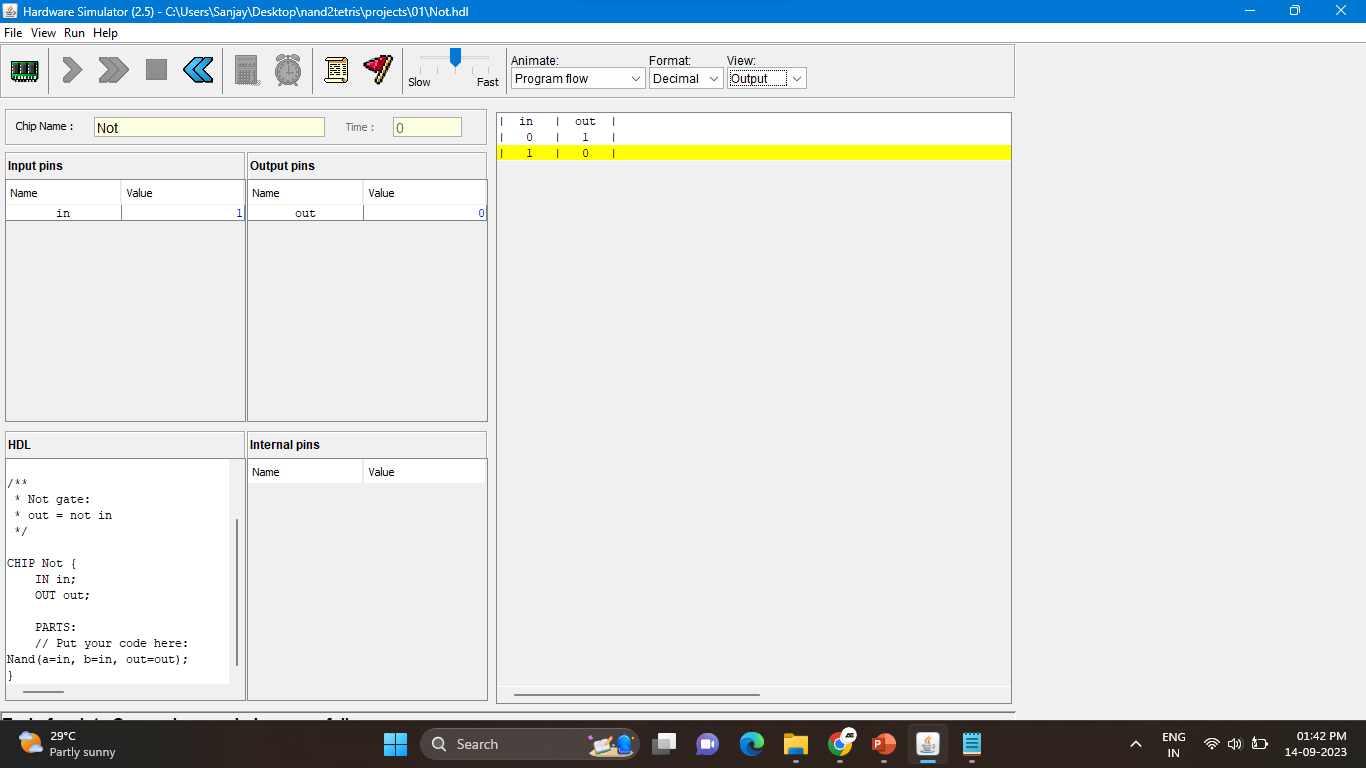 Hardware Simulator (2.5) - C:\Users\Sanjay\Desktop\nand2tetris\projects\01\Not.hdl
File View Run Help
Slow Fast
Animate: Format: View:
Program flow Decimal Output
Chip Name : Not Time : 0
Input pins Output pins
Name Value Name Value
in 1 out 0
| in | out |
| 0 | 1 |
| 1 | 0 |
HDL Internal pins
Name Value
/**
* Not gate:
* out = not in
*/
CHIP Not {
IN in;
OUT out;
PARTS:
// Put your code here:
Nand(a=in, b=in, out=out);
}
29°C
Partly sunny
Search
ENG
IN
01:42 PM
14-09-2023